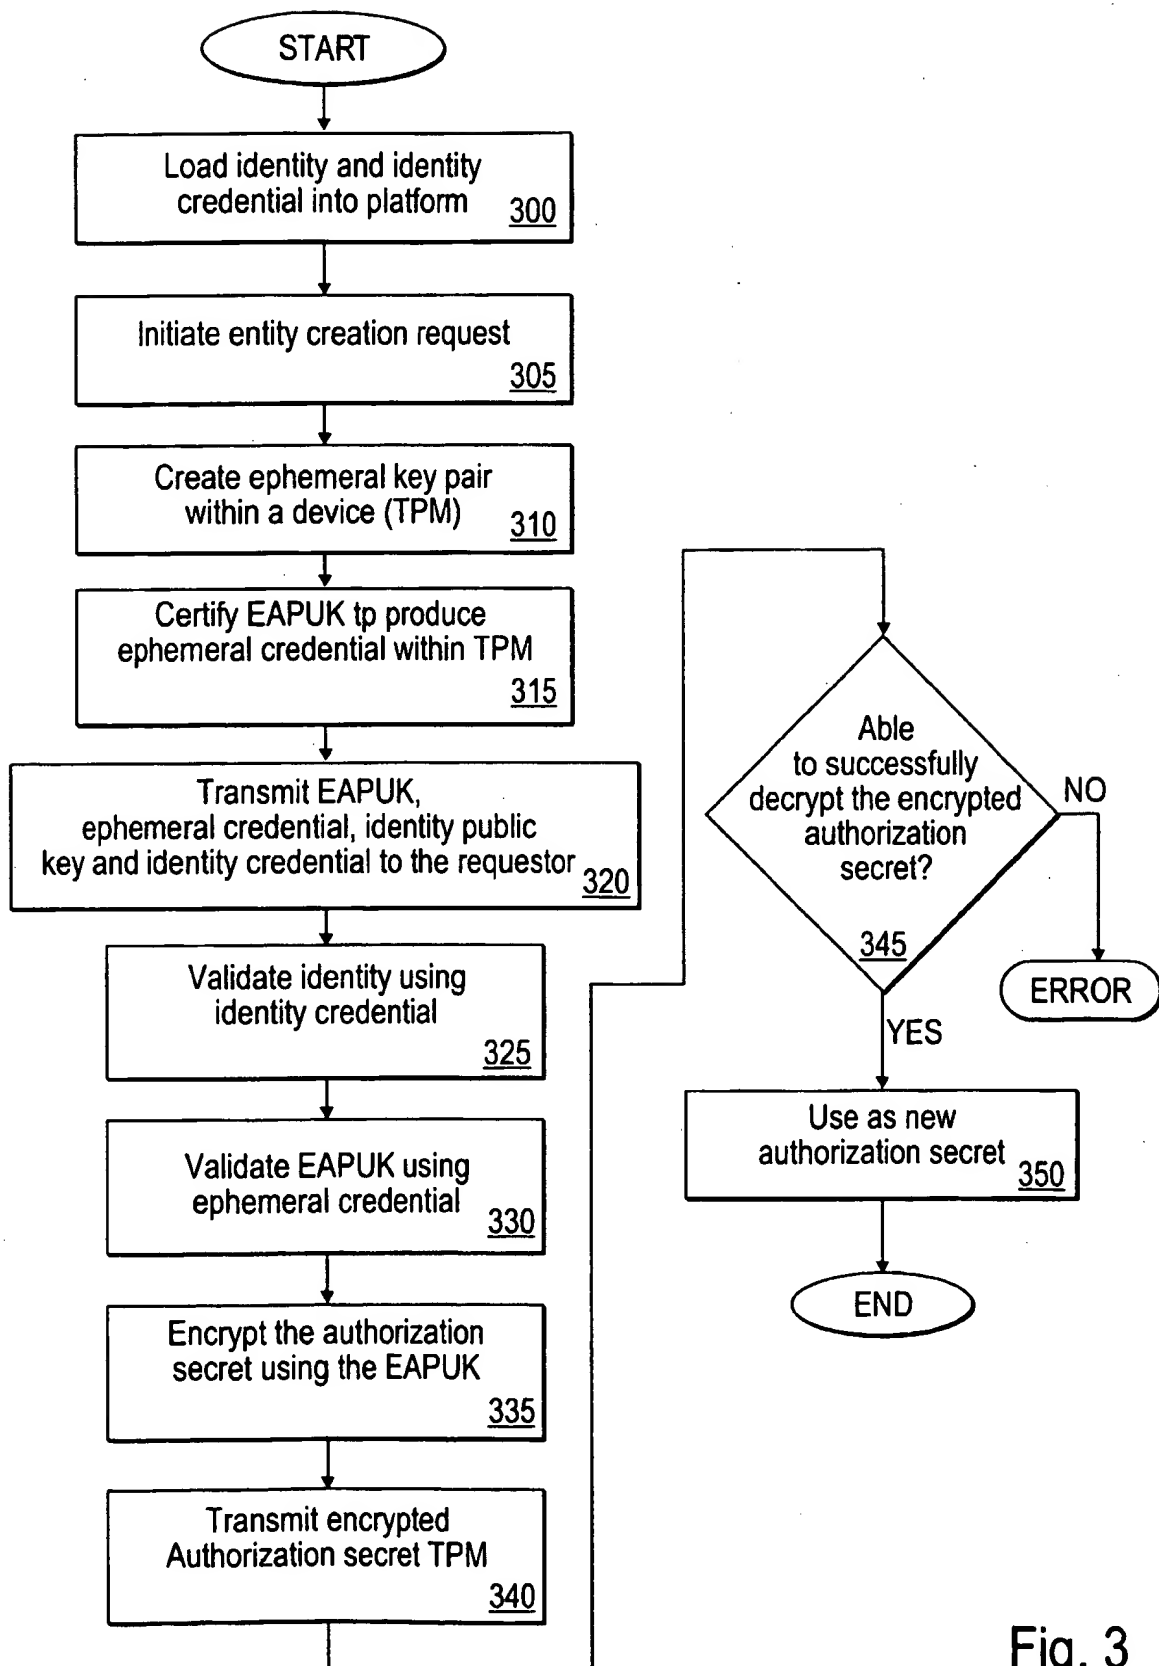 START
Load identity and identity
credential into platform
300
Initiate entity creation request
305
Create ephemeral key pair
within a device (TPM)
310
Certify EAPUK tp produce
ephemeral credential within TPM
315
Transmit EAPUK,
ephemeral credential, identity public
key and identity credential to the requestor
320
Validate identity using
identity credential
325
Validate EAPUK using
ephemeral credential
330
Encrypt the authorization
secret using the EAPUK
335
Transmit encrypted
Authorization secret TPM
340
Able
to successfully
decrypt the encrypted
authorization
secret?
345
NO
ERROR
YES
Use as new
authorization secret
350
END
Fig. 3